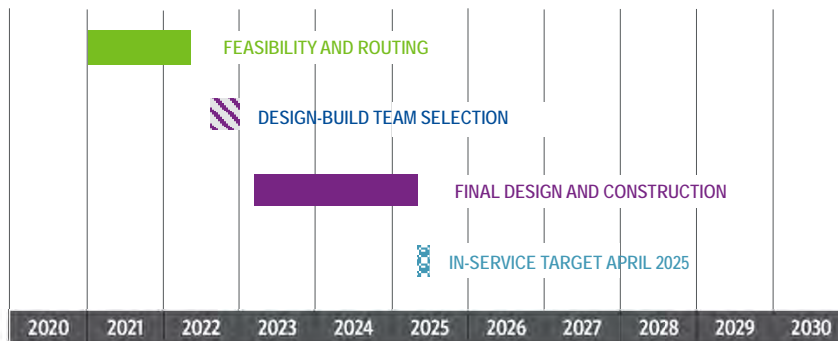 FEASIBILITY AND ROUTING
DESIGN-BUILD TEAM SELECTION
FINAL DESIGN AND CONSTRUCTION
IN-SERVICE TARGET APRIL 2025
2020 2021 2022 2023 2024 2025 2026 2027 2028 2029 2030